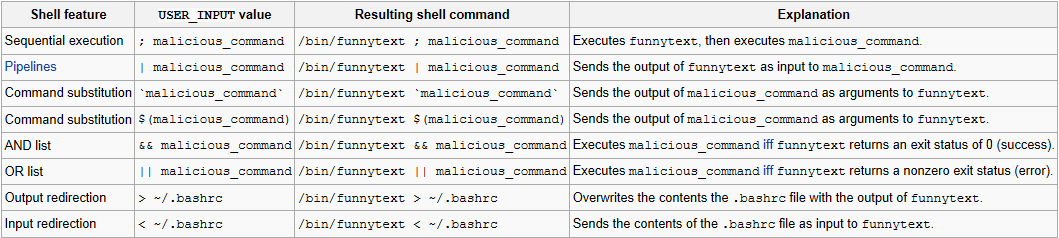 Shell feature USER_INPUT value Resulting shell command Explanation
Sequential execution ; malicious_command /bin/funnytext ; malicious_command Executes funnytext, then executes malicious_command.
Pipelines | malicious_command /bin/funnytext | malicious_command Sends the output of funnytext as input to malicious_command.
Command substitution `malicious_command` /bin/funnytext `malicious_command` Sends the output of malicious_command as arguments to funnytext.
Command substitution $(malicious_command) /bin/funnytext $(malicious_command) Sends the output of malicious_command as arguments to funnytext.
AND list && malicious_command /bin/funnytext && malicious_command Executes malicious_command iff funnytext returns an exit status of 0 (success).
OR list || malicious_command /bin/funnytext || malicious_command Executes malicious_command iff funnytext returns a nonzero exit status (error).
Output redirection > ~/.bashrc /bin/funnytext > ~/.bashrc Overwrites the contents the .bashrc file with the output of funnytext.
Input redirection < ~/.bashrc /bin/funnytext < ~/.bashrc Sends the contents of the .bashrc file as input to funnytext.